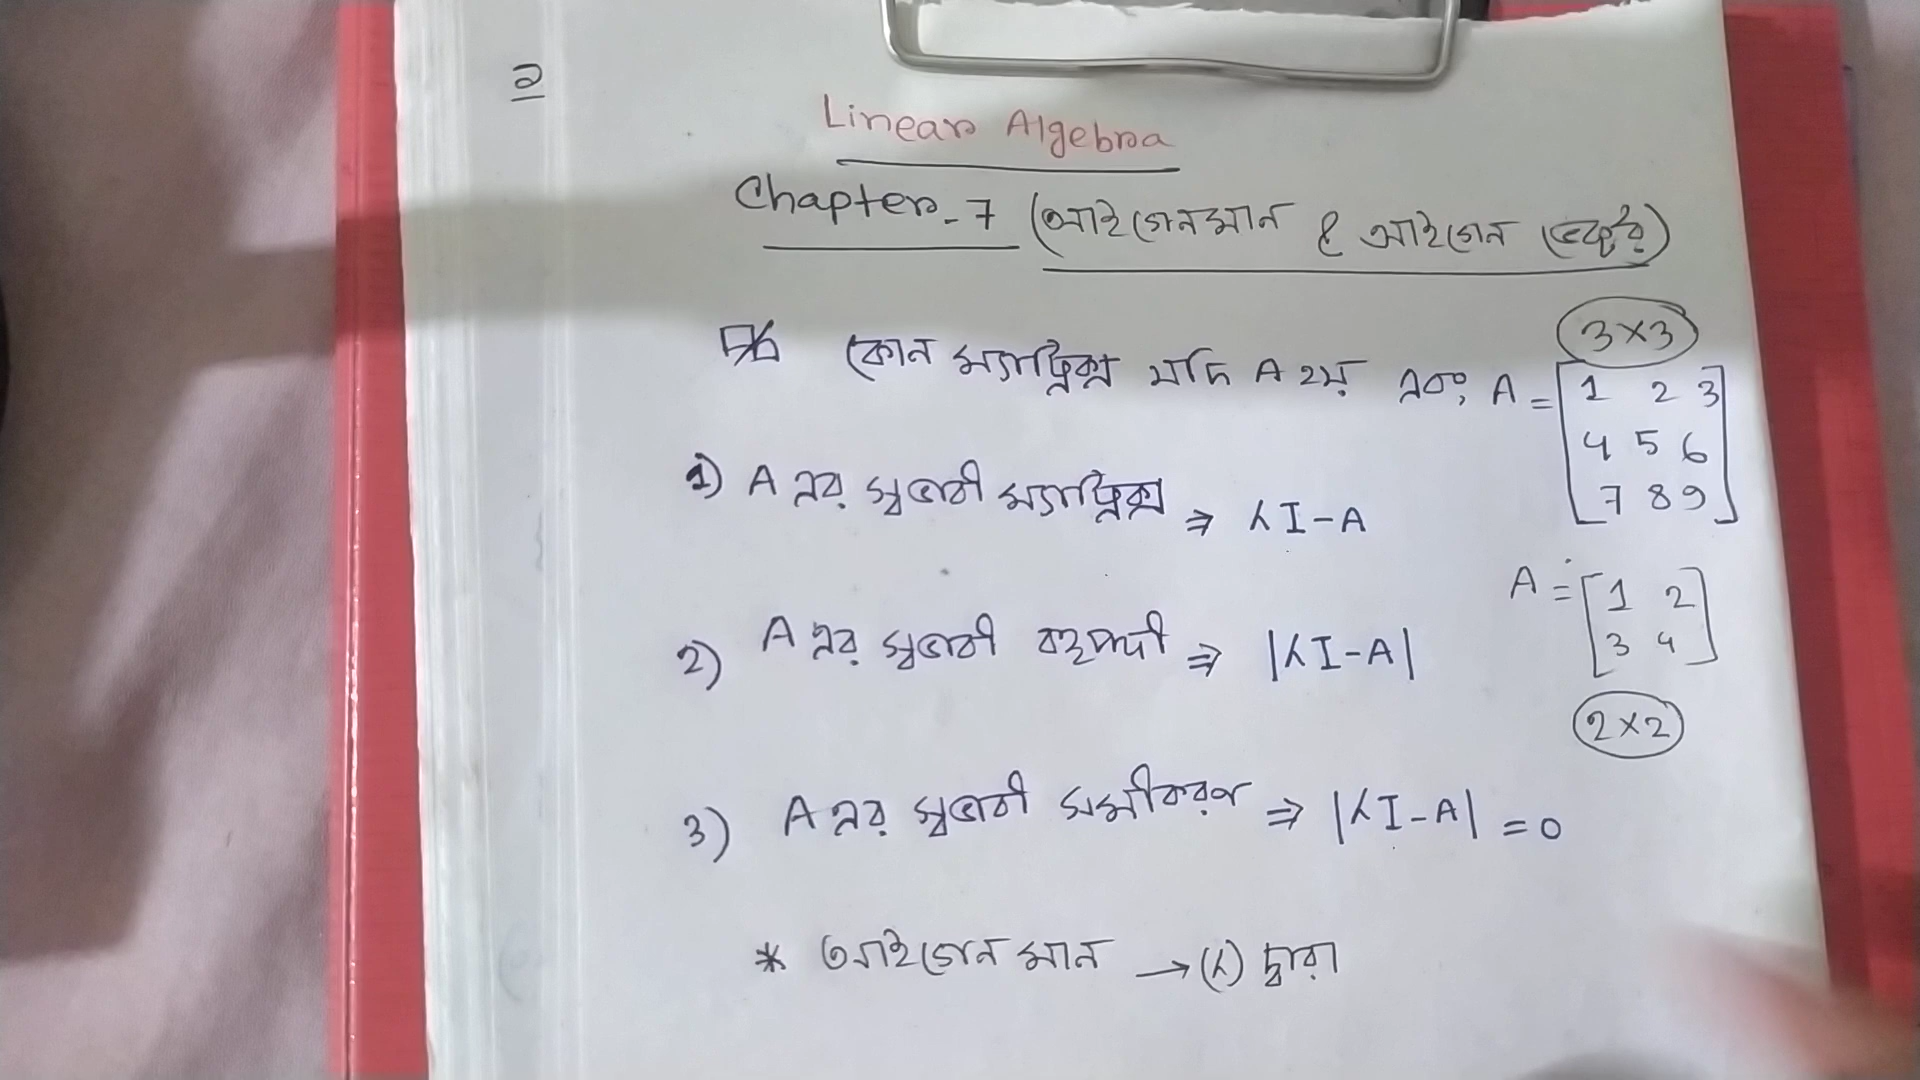 ২
Linear Algebra
Chapter-7 (আইগেনমান ও আইগেন ভেক্টর)
কোন ম্যাট্রিক্স যদি A হয় এবং, A = [1 2 3
4 5 6
7 8 9]
3×3
1) A এর স্বভাবী ম্যাট্রিক্স ⇒ λI-A
A = [1 2
3 4]
2×2
2) A এর স্বভাবী বহুপদী ⇒ |λI-A|
3) A এর স্বভাবী সমীকরণ ⇒ |λI-A| = 0
* আইগেন মান → (λ) দ্বারা